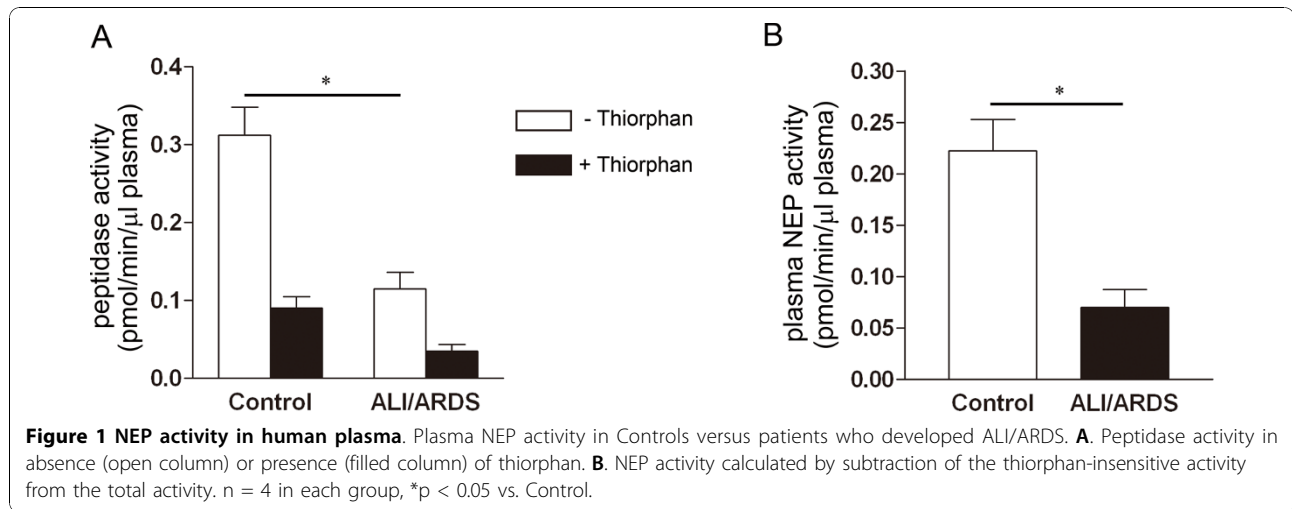 A
peptidase activity
(pmol/min/µl plasma)
0.4
0.3
0.2
0.1
0.0
*
Control
ALI/ARDS
- Thiorphan
+ Thiorphan
B
plasma NEP activity
(pmol/min/µl plasma)
0.30
0.25
0.20
0.15
0.10
0.05
0.00
*
Control
ALI/ARDS
Figure 1 NEP activity in human plasma. Plasma NEP activity in Controls versus patients who developed ALI/ARDS. A. Peptidase activity in
absence (open column) or presence (filled column) of thiorphan. B. NEP activity calculated by subtraction of the thiorphan-insensitive activity
from the total activity. n = 4 in each group, *p < 0.05 vs. Control.